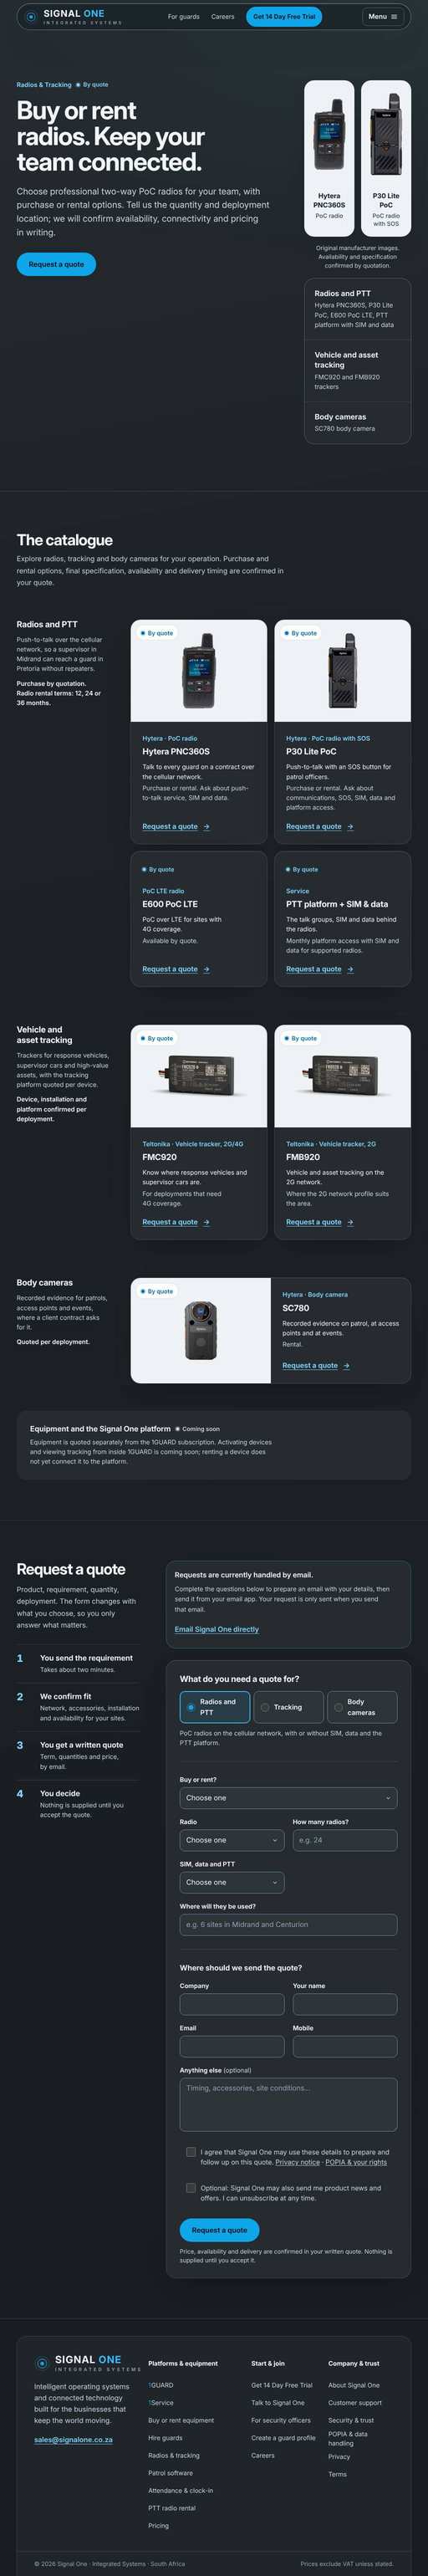 SIGNAL ONE
INTEGRATED SYSTEMS
For guards
Careers
Get 14 Day Free Trial
Menu
Radios & Tracking
By quote
Buy or rent
radios. Keep your
team connected.
Choose professional two-way PoC radios for your team, with
purchase or rental options. Tell us the quantity and deployment
location; we will confirm availability, connectivity and pricing
in writing.
Request a quote
Hytera
PNC360S
PoC radio
P30 Lite
PoC
PoC radio
with SOS
Original manufacturer images.
Availability and specification
confirmed by quotation.
Radios and PTT
Hytera PNC360S, P30 Lite
PoC, E600 PoC LTE, PTT
platform with SIM and data
Vehicle and asset
tracking
FMC920 and FMB920
trackers
Body cameras
SC780 body camera
The catalogue
Explore radios, tracking and body cameras for your operation. Purchase and
rental options, final specification, availability and delivery timing are confirmed in
your quote.
Radios and PTT
Push-to-talk over the cellular
network, so a supervisor in
Midrand can reach a guard in
Pretoria without repeaters.
Purchase by quotation.
Radio rental terms: 12, 24 or
36 months.
By quote
Hytera · PoC radio
Hytera PNC360S
Talk to every guard on a contract over
the cellular network.
Purchase or rental. Ask about push-
to-talk service, SIM and data.
Request a quote →
By quote
Hytera · PoC radio with SOS
P30 Lite PoC
Push-to-talk with an SOS button for
patrol officers.
Purchase or rental. Ask about
communications, SOS, SIM, data and
platform access.
Request a quote →
By quote
PoC LTE radio
E600 PoC LTE
PoC over LTE for sites with
4G coverage.
Available by quote.
Request a quote →
By quote
Service
PTT platform + SIM & data
The talk groups, SIM and data behind
the radios.
Monthly platform access with SIM and
data for supported radios.
Request a quote →
Vehicle and
asset tracking
Trackers for response vehicles,
supervisor cars and high-value
assets, with the tracking
platform quoted per device.
Device, installation and
platform confirmed per
deployment.
By quote
Teltonika · Vehicle tracker, 2G/4G
FMC920
Know where response vehicles and
supervisor cars are.
For deployments that need
4G coverage.
Request a quote →
By quote
Teltonika · Vehicle tracker, 2G
FMB920
Vehicle and asset tracking on the
2G network.
Where the 2G network profile suits
the area.
Request a quote →
Body cameras
Recorded evidence for patrols,
access points and events,
where a client contract asks
for it.
Quoted per deployment.
By quote
Hytera · Body camera
SC780
Recorded evidence on patrol, at access
points and at events.
Rental.
Request a quote →
Equipment and the Signal One platform
Coming soon
Equipment is quoted separately from the 1GUARD subscription. Activating devices
and viewing tracking from inside 1GUARD is coming soon; renting a device does
not yet connect it to the platform.
Request a quote
Product, requirement, quantity,
deployment. The form changes with
what you choose, so you only
answer what matters.
1
You send the requirement
Takes about two minutes.
2
We confirm fit
Network, accessories, installation
and availability for your sites.
3
You get a written quote
Term, quantities and price,
by email.
4
You decide
Nothing is supplied until you
accept the quote.
Requests are currently handled by email.
Complete the questions below to prepare an email with your details, then
send it from your email app. Your request is only sent when you send
that email.
Email Signal One directly
What do you need a quote for?
Radios and
PTT
Tracking
Body
cameras
PoC radios on the cellular network, with or without SIM, data and the
PTT platform.
Buy or rent?
Choose one
Radio
Choose one
How many radios?
e.g. 24
SIM, data and PTT
Choose one
Where will they be used?
e.g. 6 sites in Midrand and Centurion
Where should we send the quote?
Company
Your name
Email
Mobile
Anything else (optional)
Timing, accessories, site conditions...
I agree that Signal One may use these details to prepare and
follow up on this quote. Privacy notice · POPIA & your rights
Optional: Signal One may also send me product news and
offers. I can unsubscribe at any time.
Request a quote
Price, availability and delivery are confirmed in your written quote. Nothing is
supplied until you accept it.
SIGNAL ONE
INTEGRATED SYSTEMS
Intelligent operating systems
and connected technology
built for the businesses that
keep the world moving.
sales@signalone.co.za
Platforms & equipment
1GUARD
1Service
Buy or rent equipment
Hire guards
Radios & tracking
Patrol software
Attendance & clock-in
PTT radio rental
Pricing
Start & join
Get 14 Day Free Trial
Talk to Signal One
For security officers
Create a guard profile
Careers
Company & trust
About Signal One
Customer support
Security & trust
POPIA & data
handling
Privacy
Terms
© 2026 Signal One · Integrated Systems · South Africa
Prices exclude VAT unless stated.